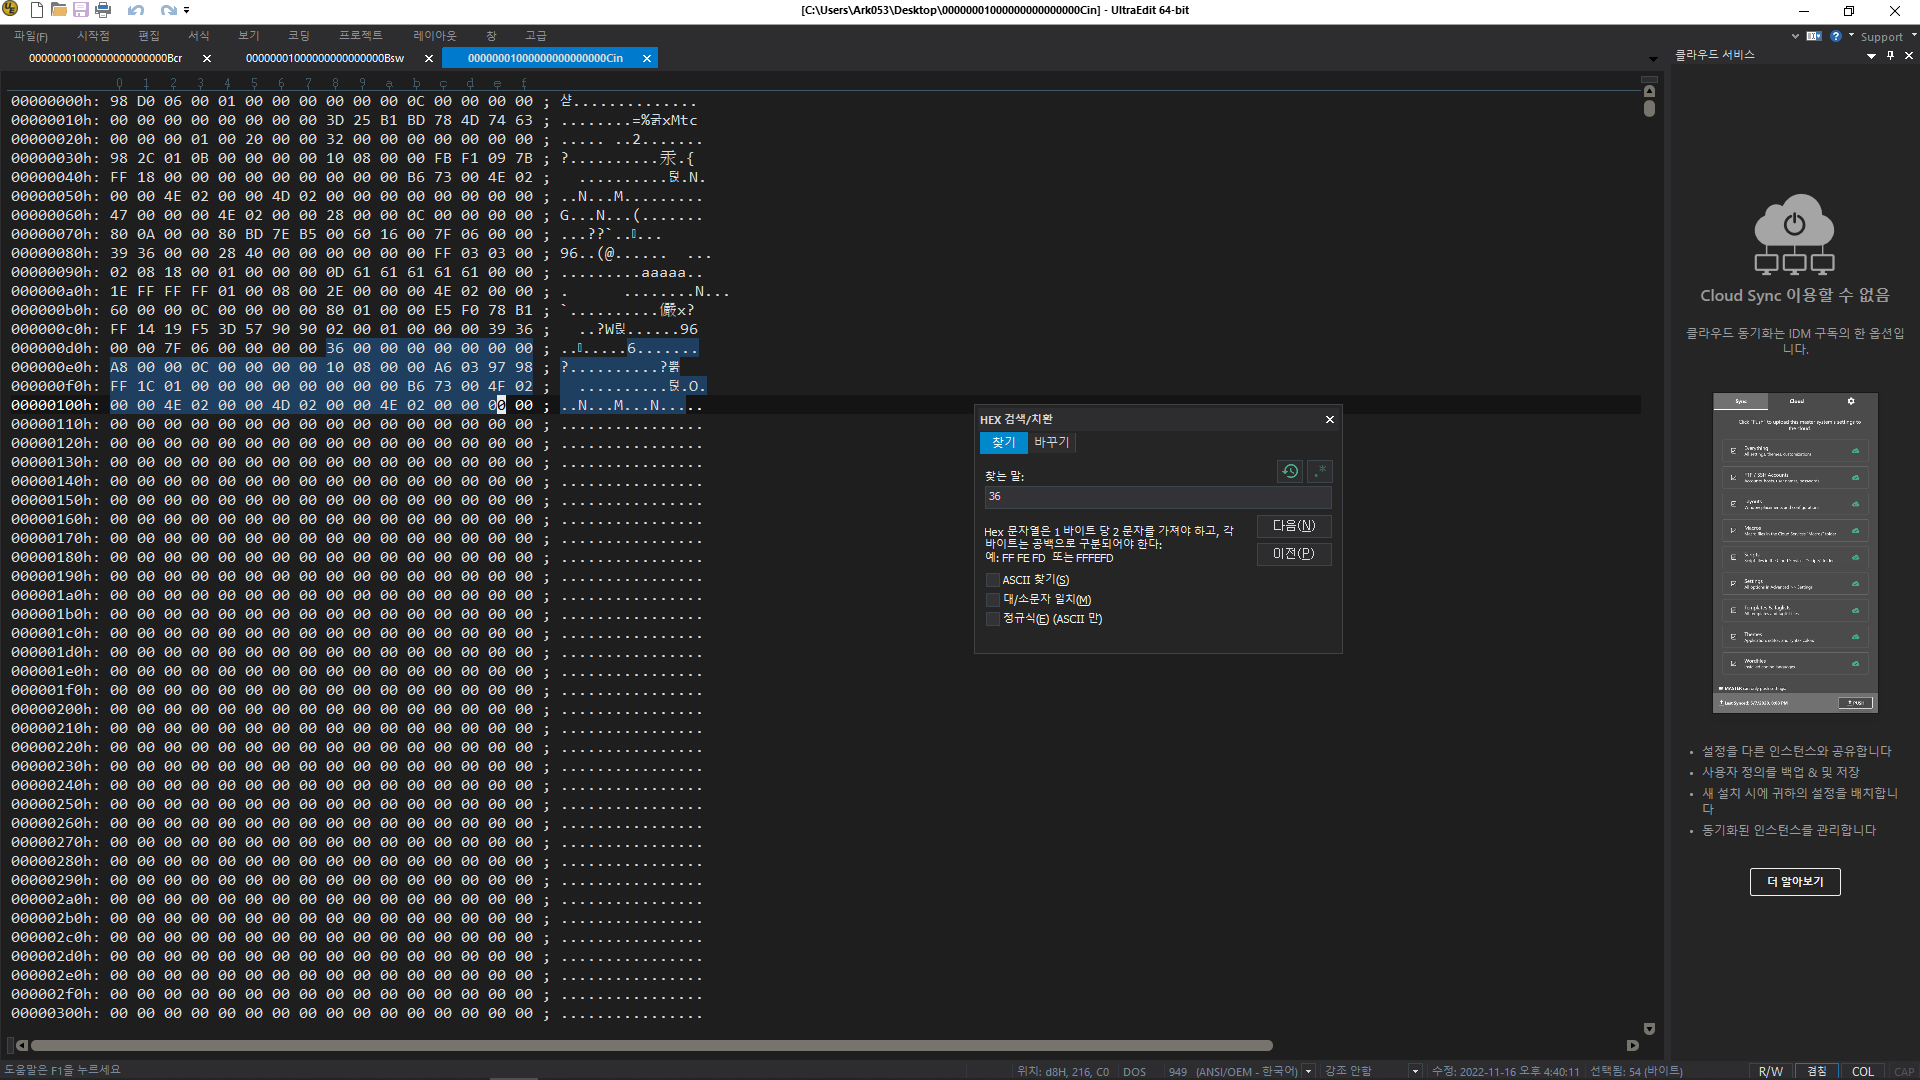 [C:\Users\Ark053\Desktop\00000001000000000000000Cin] - UltraEdit 64-bit
파일(F) 시작점 편집 서식 보기 코딩 프로젝트 레이아웃 창 고급
Support
00000001000000000000000Bcr 00000001000000000000000Bsw 00000001000000000000000Cin
클라우드 서비스
0 1 2 3 4 5 6 7 8 9 a b c d e f
00000000h: 98 D0 06 00 01 00 00 00 00 00 00 0C 00 00 00 00 ; 샫..............
00000010h: 00 00 00 00 00 00 00 00 3D 25 B1 BD 78 4D 74 63 ; ........=%굵xMtc
00000020h: 00 00 00 01 00 20 00 00 32 00 00 00 00 00 00 00 ; ..... ..2.......
00000030h: 98 2C 01 0B 00 00 00 00 10 08 00 00 FB F1 09 7B ; ?..........汞.{
00000040h: FF 18 00 00 00 00 00 00 00 00 00 B6 73 00 4E 02 ; ..........턶.N.
00000050h: 00 00 4E 02 00 00 4D 02 00 00 00 00 00 00 00 00 ; ..N...M.........
00000060h: 47 00 00 00 4E 02 00 00 28 00 00 0C 00 00 00 00 ; G...N...(.......
00000070h: 80 0A 00 00 80 BD 7E B5 00 60 16 00 7F 06 00 00 ; ...??`......
00000080h: 39 36 00 00 28 40 00 00 00 00 00 00 FF 03 03 00 ; 96..(@...... ...
00000090h: 02 08 18 00 01 00 00 00 0D 61 61 61 61 61 00 00 ; .........aaaaa..
000000a0h: 1E FF FF FF 01 00 08 00 2E 00 00 00 4E 02 00 00 ; . ........N...
000000b0h: 60 00 00 0C 00 00 00 00 80 01 00 00 E5 F0 78 B1 ; `..........儼x?
000000c0h: FF 14 19 F5 3D 57 90 90 02 00 01 00 00 00 39 36 ; ..?W릱......96
000000d0h: 00 00 7F 06 00 00 00 00 36 00 00 00 00 00 00 00 ; .......6.......
000000e0h: A8 00 00 0C 00 00 00 00 10 08 00 00 A6 03 97 98 ; ?..........?뿖
000000f0h: FF 1C 01 00 00 00 00 00 00 00 00 B6 73 00 4F 02 ; ..........턶.O.
00000100h: 00 00 4E 02 00 00 4D 02 00 00 4E 02 00 00 00 00 ; ..N...M...N.....
00000110h: 00 00 00 00 00 00 00 00 00 00 00 00 00 00 00 00 ; ................
00000120h: 00 00 00 00 00 00 00 00 00 00 00 00 00 00 00 00 ; ................
00000130h: 00 00 00 00 00 00 00 00 00 00 00 00 00 00 00 00 ; ................
00000140h: 00 00 00 00 00 00 00 00 00 00 00 00 00 00 00 00 ; ................
00000150h: 00 00 00 00 00 00 00 00 00 00 00 00 00 00 00 00 ; ................
00000160h: 00 00 00 00 00 00 00 00 00 00 00 00 00 00 00 00 ; ................
00000170h: 00 00 00 00 00 00 00 00 00 00 00 00 00 00 00 00 ; ................
00000180h: 00 00 00 00 00 00 00 00 00 00 00 00 00 00 00 00 ; ................
00000190h: 00 00 00 00 00 00 00 00 00 00 00 00 00 00 00 00 ; ................
000001a0h: 00 00 00 00 00 00 00 00 00 00 00 00 00 00 00 00 ; ................
000001b0h: 00 00 00 00 00 00 00 00 00 00 00 00 00 00 00 00 ; ................
000001c0h: 00 00 00 00 00 00 00 00 00 00 00 00 00 00 00 00 ; ................
000001d0h: 00 00 00 00 00 00 00 00 00 00 00 00 00 00 00 00 ; ................
000001e0h: 00 00 00 00 00 00 00 00 00 00 00 00 00 00 00 00 ; ................
000001f0h: 00 00 00 00 00 00 00 00 00 00 00 00 00 00 00 00 ; ................
00000200h: 00 00 00 00 00 00 00 00 00 00 00 00 00 00 00 00 ; ................
00000210h: 00 00 00 00 00 00 00 00 00 00 00 00 00 00 00 00 ; ................
00000220h: 00 00 00 00 00 00 00 00 00 00 00 00 00 00 00 00 ; ................
00000230h: 00 00 00 00 00 00 00 00 00 00 00 00 00 00 00 00 ; ................
00000240h: 00 00 00 00 00 00 00 00 00 00 00 00 00 00 00 00 ; ................
00000250h: 00 00 00 00 00 00 00 00 00 00 00 00 00 00 00 00 ; ................
00000260h: 00 00 00 00 00 00 00 00 00 00 00 00 00 00 00 00 ; ................
00000270h: 00 00 00 00 00 00 00 00 00 00 00 00 00 00 00 00 ; ................
00000280h: 00 00 00 00 00 00 00 00 00 00 00 00 00 00 00 00 ; ................
00000290h: 00 00 00 00 00 00 00 00 00 00 00 00 00 00 00 00 ; ................
000002a0h: 00 00 00 00 00 00 00 00 00 00 00 00 00 00 00 00 ; ................
000002b0h: 00 00 00 00 00 00 00 00 00 00 00 00 00 00 00 00 ; ................
000002c0h: 00 00 00 00 00 00 00 00 00 00 00 00 00 00 00 00 ; ................
000002d0h: 00 00 00 00 00 00 00 00 00 00 00 00 00 00 00 00 ; ................
000002e0h: 00 00 00 00 00 00 00 00 00 00 00 00 00 00 00 00 ; ................
000002f0h: 00 00 00 00 00 00 00 00 00 00 00 00 00 00 00 00 ; ................
00000300h: 00 00 00 00 00 00 00 00 00 00 00 00 00 00 00 00 ; ................
HEX 검색/치환
찾기 바꾸기
찾는 말:
36
Hex 문자열은 1 바이트 당 2 문자를 가져야 하고, 각
바이트는 공백으로 구분되어야 한다:
예: FF FE FD 또는 FFFEFD
다음(N)
이전(P)
ASCII 찾기(S)
대/소문자 일치(M)
정규식(E) (ASCII 만)
Cloud Sync 이용할 수 없음
클라우드 동기화는 IDM 구독의 한 옵션입
니다.
Sync Cloud
Click "Push" to upload this master system's settings to
the cloud.
Everything
All settings, themes, customizations
FTP / SSH Accounts
Layouts
Macros
Scripts
Settings
Templates & taglists
Themes
Wordfiles
PUSH
설정을 다른 인스턴스와 공유합니다
사용자 정의를 백업 & 및 저장
새 설치 시에 귀하의 설정을 배치합니
다
동기화된 인스턴스를 관리합니다
더 알아보기
도움말은 F1을 누르세요
위치: d8H, 216, C0 DOS 949 (ANSI/OEM - 한국어) 강조 안함 수정: 2022-11-16 오후 4:40:11 선택됨: 54 (바이트) R/W 겹침 COL CAP